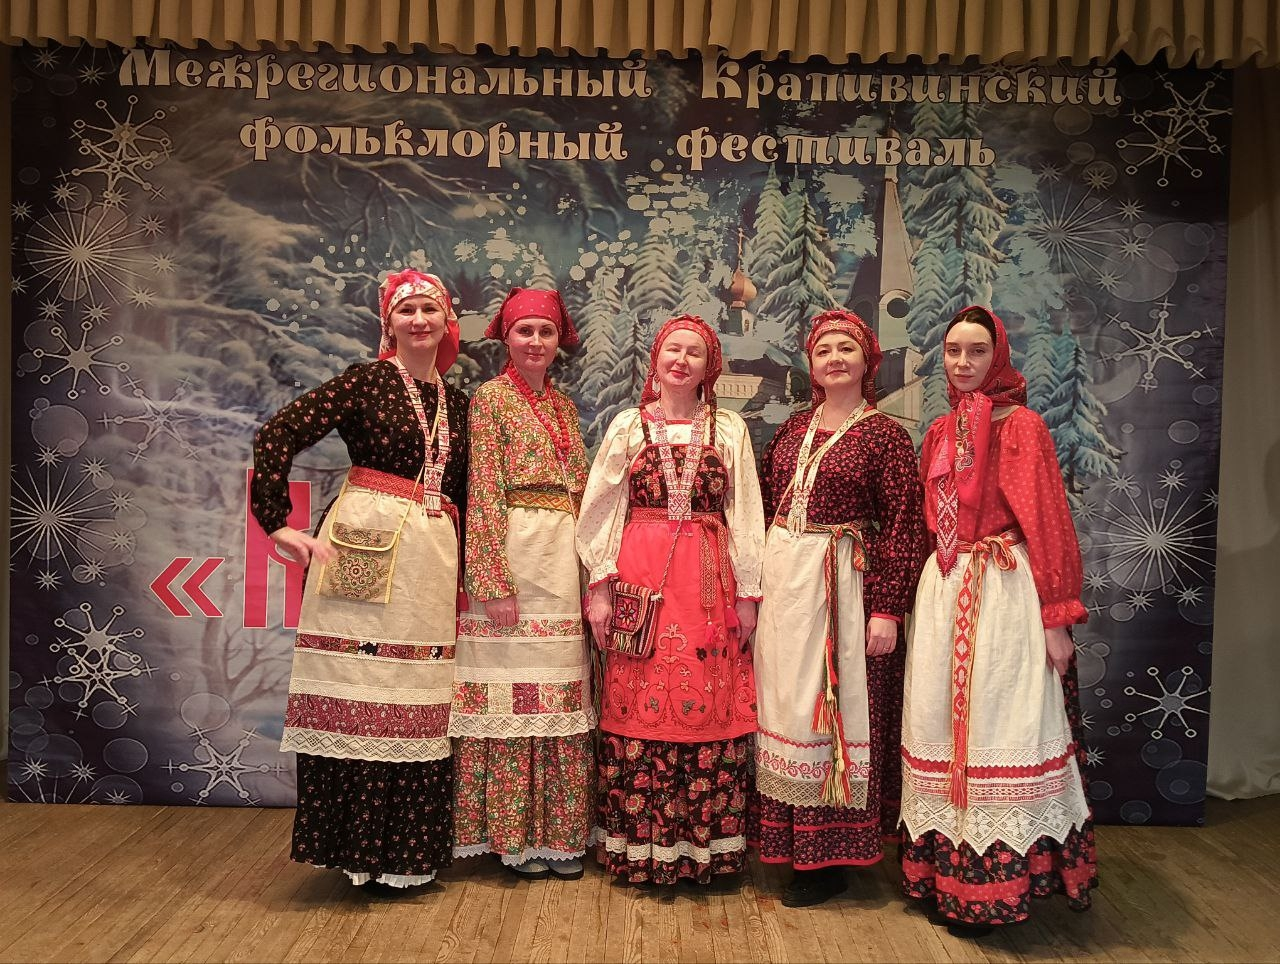 Межрегиональный Крапивинский
фольклорный фестиваль